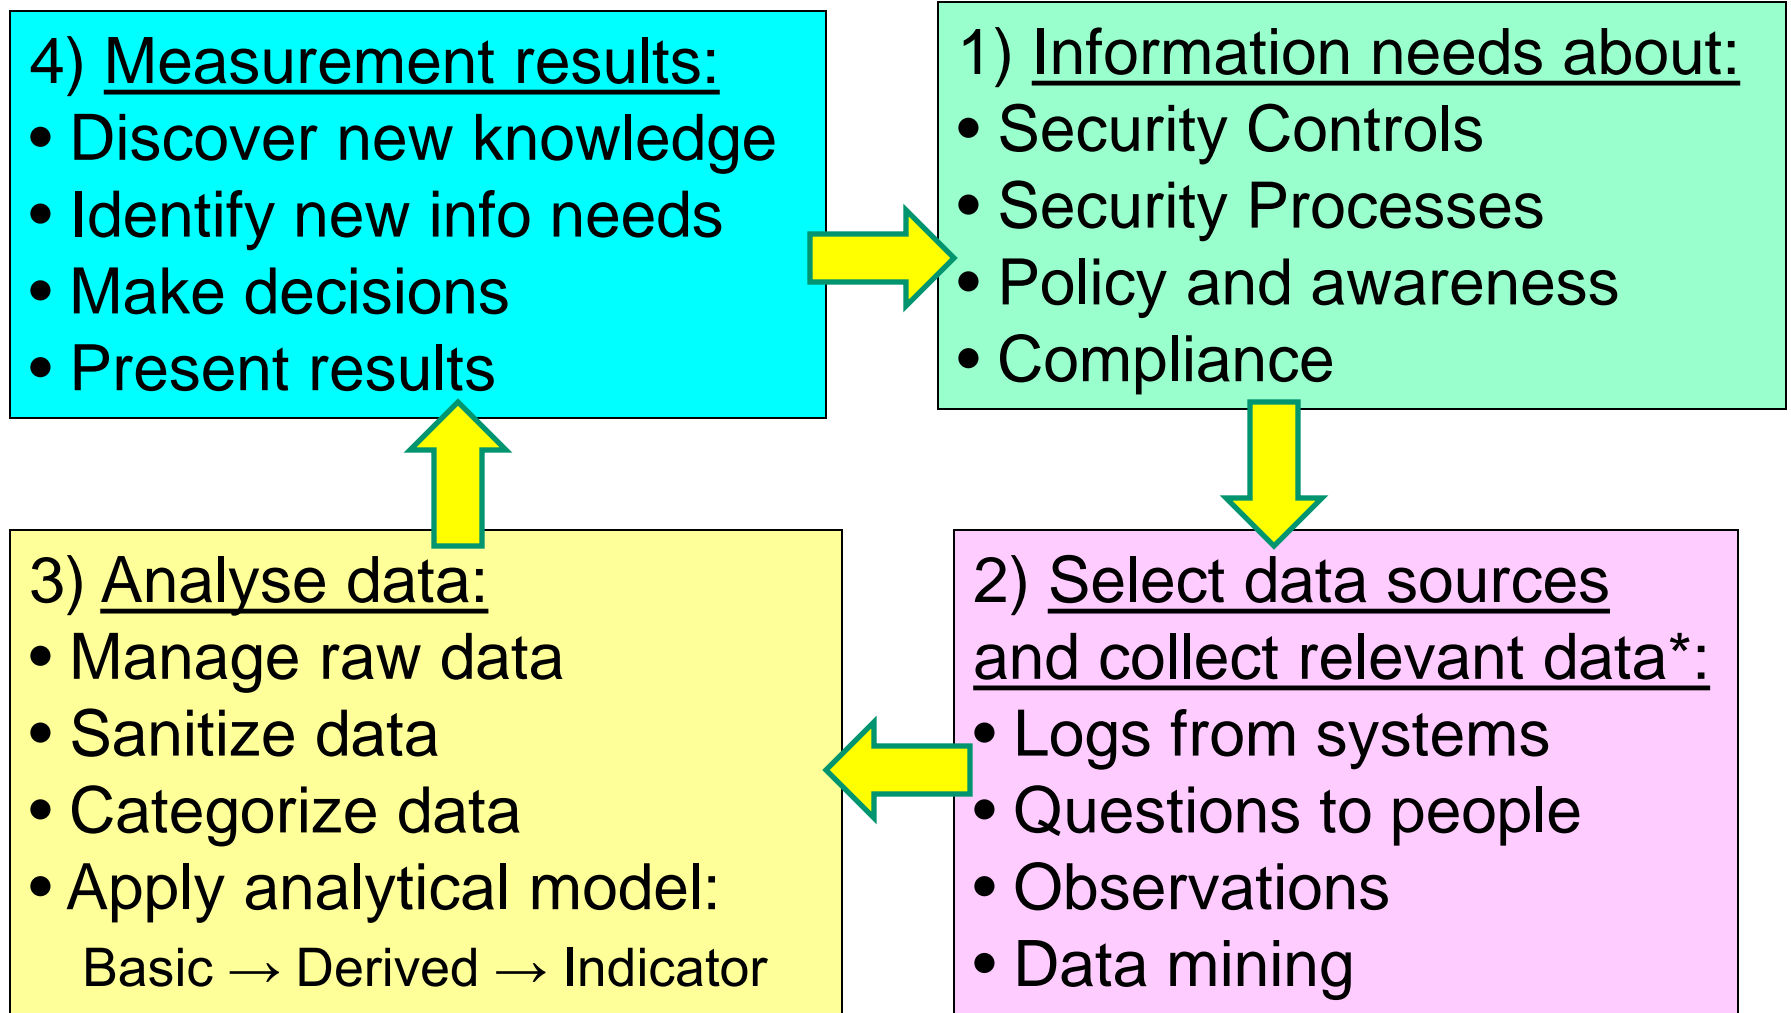 4) Measurement results:
• Discover new knowledge
• Identify new info needs
• Make decisions
• Present results
1) Information needs about:
• Security Controls
• Security Processes
• Policy and awareness
• Compliance
3) Analyse data:
• Manage raw data
• Sanitize data
• Categorize data
• Apply analytical model:
Basic → Derived → Indicator
2) Select data sources
and collect relevant data*:
• Logs from systems
• Questions to people
• Observations
• Data mining